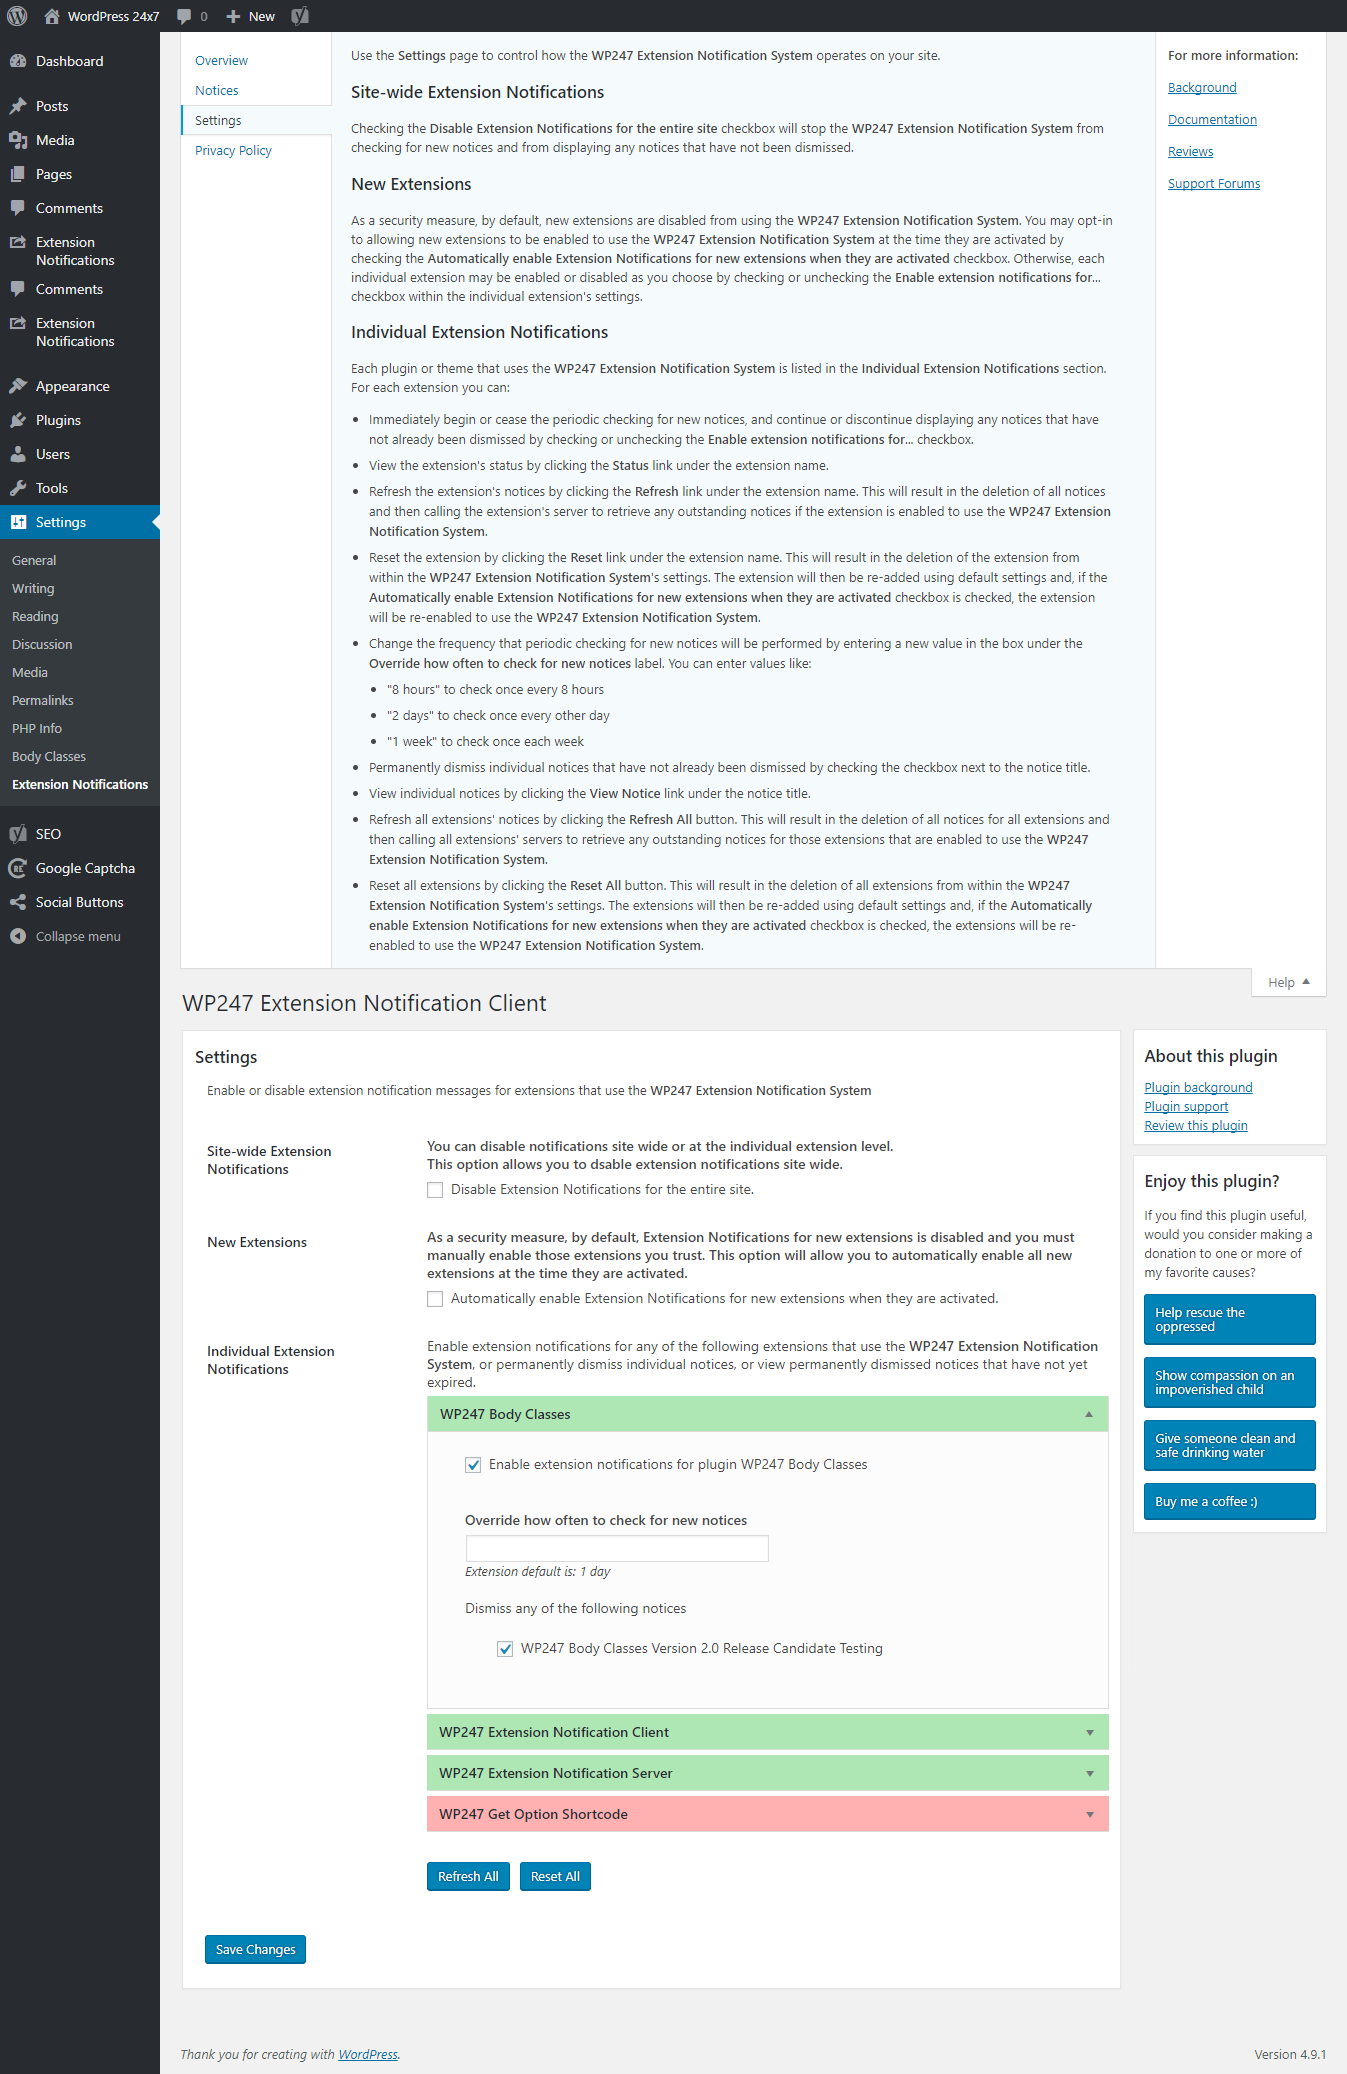 WordPress 24x7 0 New
Dashboard
Posts
Media
Pages
Comments
Extension
Notifications
Comments
Extension
Notifications
Appearance
Plugins
Users
Tools
Settings
General
Writing
Reading
Discussion
Media
Permalinks
PHP Info
Body Classes
Extension Notifications
SEO
Google Captcha
Social Buttons
Collapse menu
Overview
Notices
Settings
Privacy Policy
Use the Settings page to control how the WP247 Extension Notification System operates on your site.
Site-wide Extension Notifications
Checking the Disable Extension Notifications for the entire site checkbox will stop the WP247 Extension Notification System from
checking for new notices and from displaying any notices that have not been dismissed.
New Extensions
As a security measure, by default, new extensions are disabled from using the WP247 Extension Notification System. You may opt-in
to allowing new extensions to be enabled to use the WP247 Extension Notification System at the time they are activated by
checking the Automatically enable Extension Notifications for new extensions when they are activated checkbox. Otherwise, each
individual extension may be enabled or disabled as you choose by checking or unchecking the Enable extension notifications for...
checkbox within the individual extension's settings.
Individual Extension Notifications
Each plugin or theme that uses the WP247 Extension Notification System is listed in the Individual Extension Notifications section.
For each extension you can:
• Immediately begin or cease the periodic checking for new notices, and continue or discontinue displaying any notices that have
not already been dismissed by checking or unchecking the Enable extension notifications for... checkbox.
• View the extension's status by clicking the Status link under the extension name.
• Refresh the extension's notices by clicking the Refresh link under the extension name. This will result in the deletion of all notices
and then calling the extension's server to retrieve any outstanding notices if the extension is enabled to use the WP247 Extension
Notification System.
• Reset the extension by clicking the Reset link under the extension name. This will result in the deletion of the extension from
within the WP247 Extension Notification System's settings. The extension will then be re-added using default settings and, if the
Automatically enable Extension Notifications for new extensions when they are activated checkbox is checked, the extension
will be re-enabled to use the WP247 Extension Notification System.
• Change the frequency that periodic checking for new notices will be performed by entering a new value in the box under the
Override how often to check for new notices label. You can enter values like:
• "8 hours" to check once every 8 hours
• "2 days" to check once every other day
• "1 week" to check once each week
• Permanently dismiss individual notices that have not already been dismissed by checking the checkbox next to the notice title.
• View individual notices by clicking the View Notice link under the notice title.
• Refresh all extensions' notices by clicking the Refresh All button. This will result in the deletion of all notices for all extensions and
then calling all extensions' servers to retrieve any outstanding notices for those extensions that are enabled to use the WP247
Extension Notification System.
• Reset all extensions by clicking the Reset All button. This will result in the deletion of all extensions from within the WP247
Extension Notification System's settings. The extensions will then be re-added using default settings and, if the Automatically
enable Extension Notifications for new extensions when they are activated checkbox is checked, the extensions will be re-
enabled to use the WP247 Extension Notification System.
For more information:
Background
Documentation
Reviews
Support Forums
Help
WP247 Extension Notification Client
Settings
Enable or disable extension notification messages for extensions that use the WP247 Extension Notification System
Site-wide Extension
Notifications
You can disable notifications site wide or at the individual extension level.
This option allows you to dsable extension notifications site wide.
Disable Extension Notifications for the entire site.
New Extensions
As a security measure, by default, Extension Notifications for new extensions is disabled and you must
manually enable those extensions you trust. This option will allow you to automatically enable all new
extensions at the time they are activated.
Automatically enable Extension Notifications for new extensions when they are activated.
Individual Extension
Notifications
Enable extension notifications for any of the following extensions that use the WP247 Extension Notification
System, or permanently dismiss individual notices, or view permanently dismissed notices that have not yet
expired.
WP247 Body Classes
Enable extension notifications for plugin WP247 Body Classes
Override how often to check for new notices
Extension default is: 1 day
Dismiss any of the following notices
WP247 Body Classes Version 2.0 Release Candidate Testing
WP247 Extension Notification Client
WP247 Extension Notification Server
WP247 Get Option Shortcode
Refresh All Reset All
Save Changes
About this plugin
Plugin background
Plugin support
Review this plugin
Enjoy this plugin?
If you find this plugin useful,
would you consider making a
donation to one or more of
my favorite causes?
Help rescue the
oppressed
Show compassion on an
impoverished child
Give someone clean and
safe drinking water
Buy me a coffee :)
Thank you for creating with WordPress.
Version 4.9.1